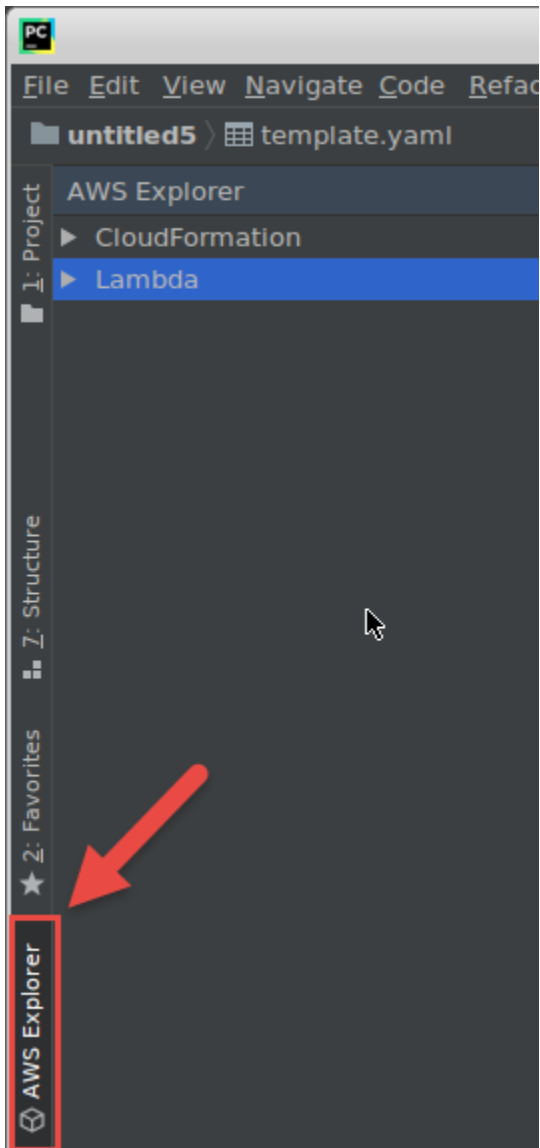 PC
File Edit View Navigate Code Refac
untitled5 template.yaml
AWS Explorer
CloudFormation
Lambda
1: Project
7: Structure
2: Favorites
AWS Explorer